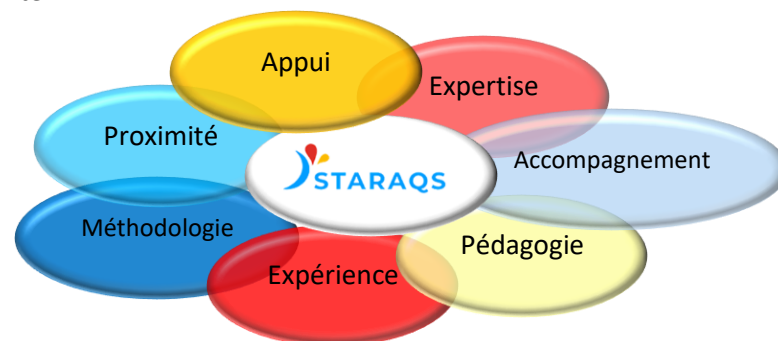 Appui
Expertise
Proximité
Accompagnement
STARAQS
Méthodologie
Pédagogie
Expérience